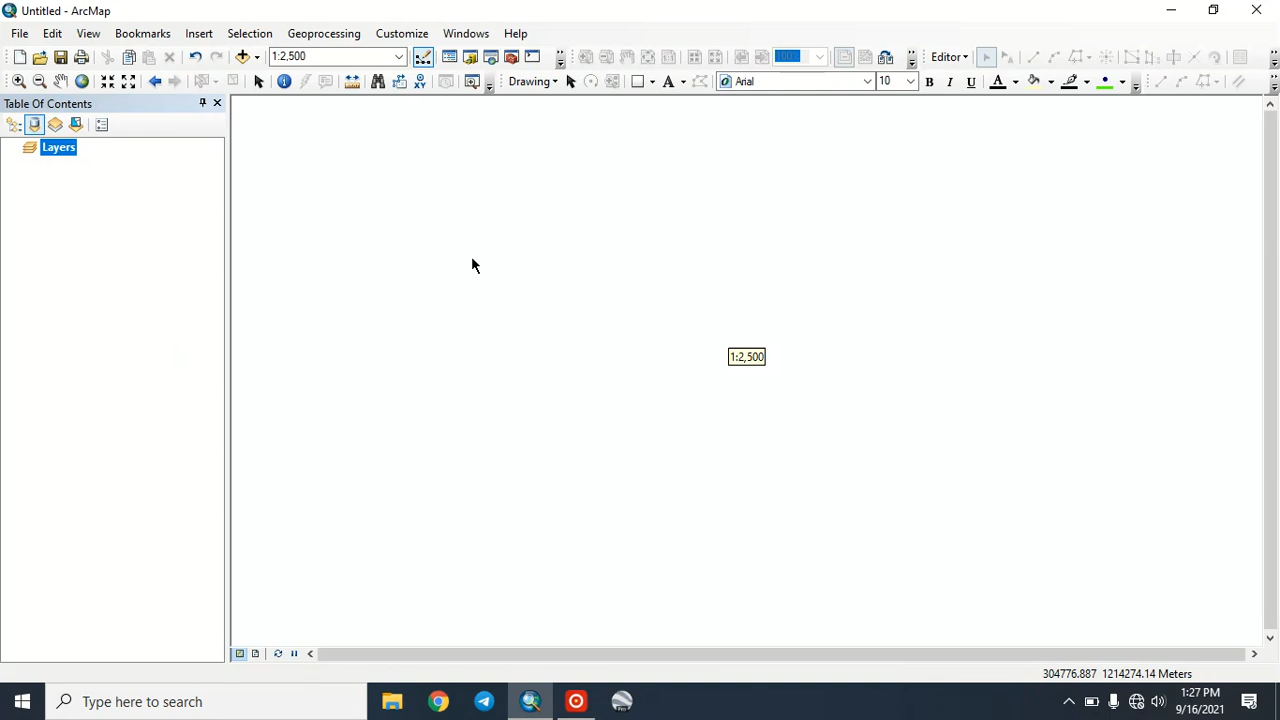 Untitled - ArcMap
File Edit View Bookmarks Insert Selection Geoprocessing Customize Windows Help
1:2,500 100% Editor
Drawing Arial 10 B I U A
Table Of Contents
Layers
1:2,500
304776.887 1214274.14 Meters
Type here to search
1:27 PM
9/16/2021